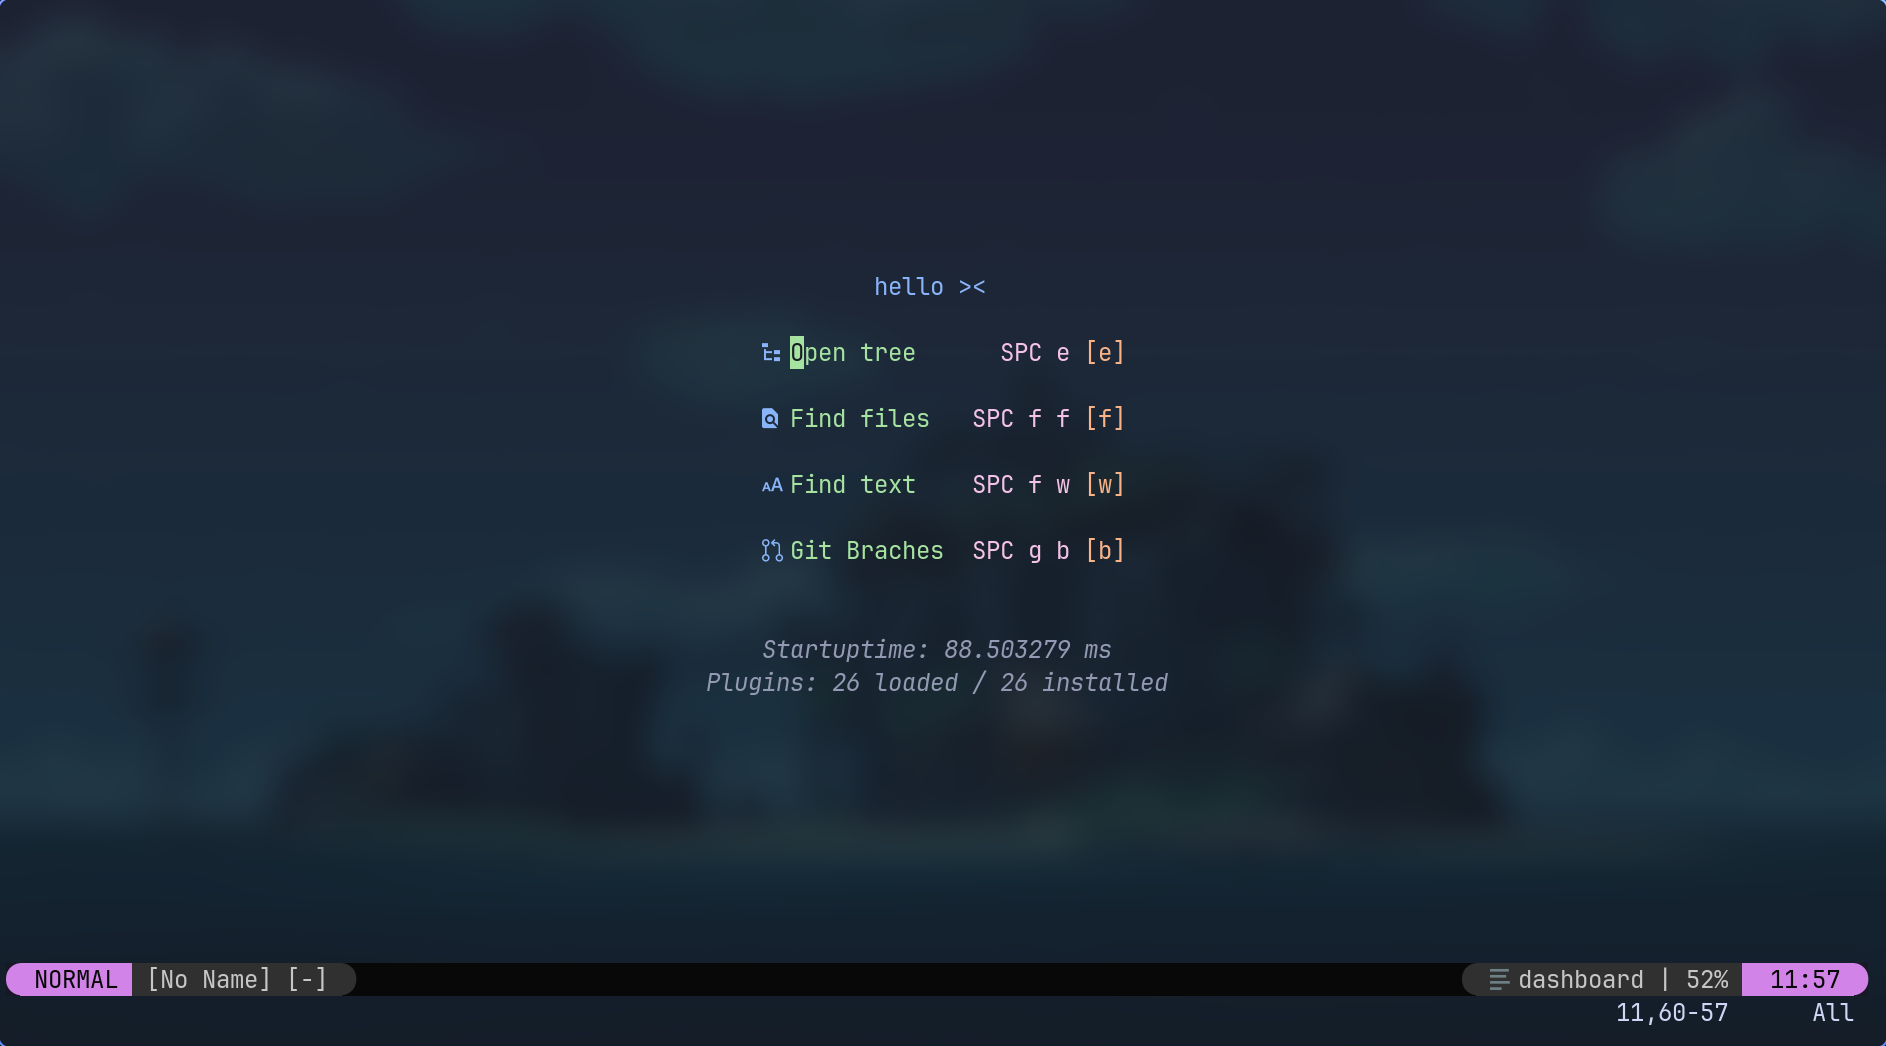 hello ><
Open tree SPC e [e]
Find files SPC f f [f]
Find text SPC f w [w]
Git Braches SPC g b [b]
Startuptime: 88.503279 ms
Plugins: 26 loaded / 26 installed
NORMAL [No Name] [-] dashboard | 52% 11:57
11,60-57 All